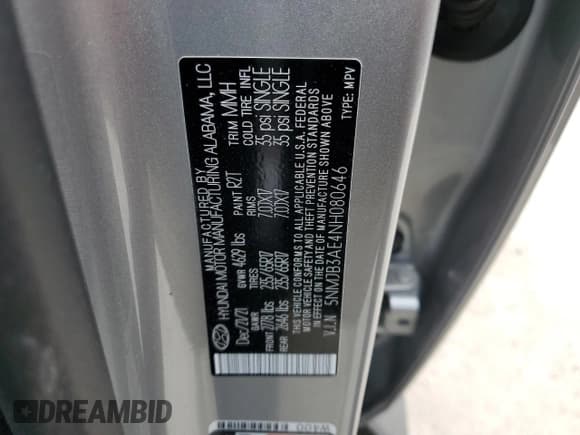 MANUFACTURED BY
HYUNDAI MOTOR MANUFACTURING ALABAMA, LLC
Dec/21/21 GVWR 4629 lbs PAINT R2T TRIM MMH
GAWR TIRES RIMS COLD TIRE INFL
FRONT 2778 lbs 235/65R17 7.0JX17 35 psi SINGLE
REAR 2646 lbs 235/65R17 7.0JX17 35 psi SINGLE
THIS VEHICLE CONFORMS TO ALL APPLICABLE U.S.A. FEDERAL
MOTOR VEHICLE SAFETY AND THEFT PREVENTION STANDARDS
IN EFFECT ON THE DATE OF MANUFACTURE SHOWN ABOVE
V.I.N 5NMJB3AE4NH080646 TYPE: MPV
DREAMBID